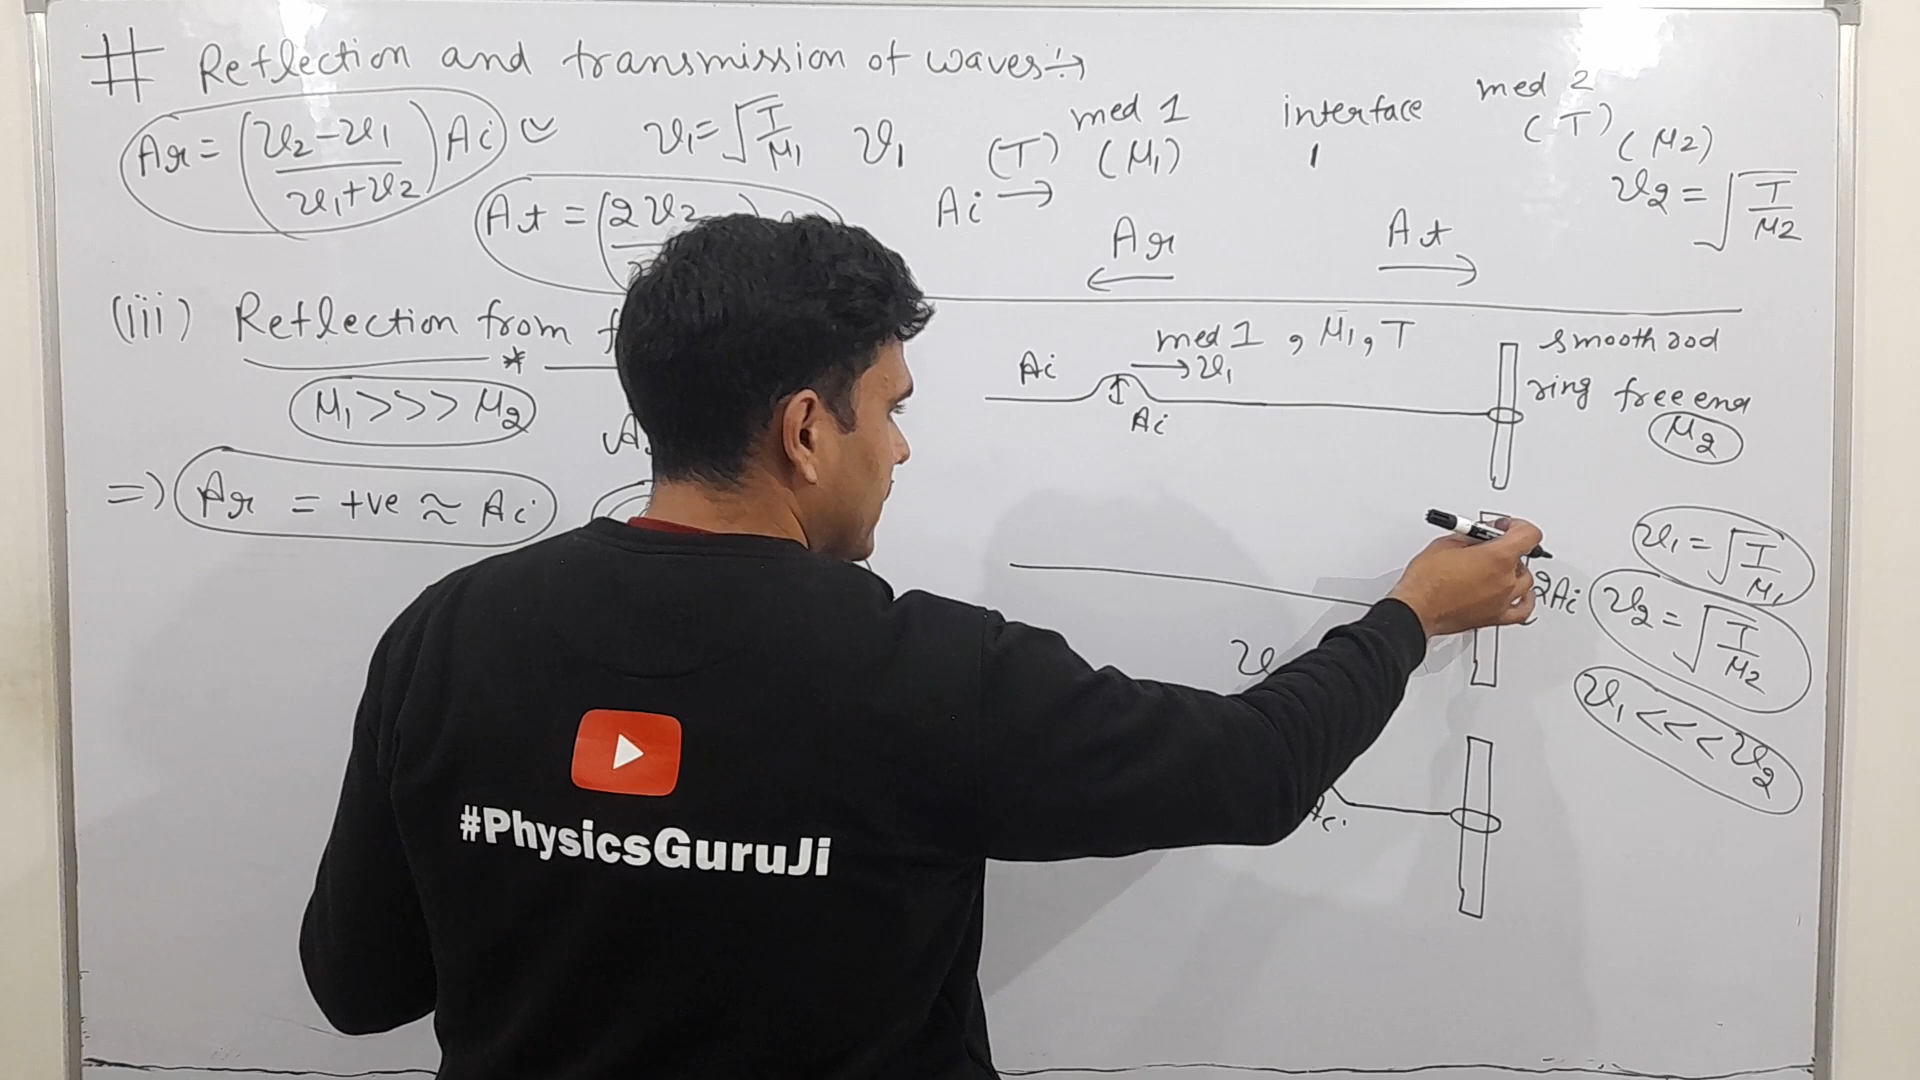 # Reflection and transmission of waves :→
Ar = (v2 - v1 / v1 + v2) Ai
v1 = √T/μ1 v1
(T) med 1 (μ1)
interface
med 2 (T) (μ2)
v2 = √T/μ2
Ai →
At = (2v2
Ar ←
At →
(iii) Reflection from f
*
μ1 >>> μ2
⇒ Ar = +ve ≈ Ai
med 1, μ1, T
Ai → v1
Ai
smooth rod
ring free end
μ2
2Ai
v1 = √T/μ1
v2 = √T/μ2
v1 <<< v2
#PhysicsGuruJi